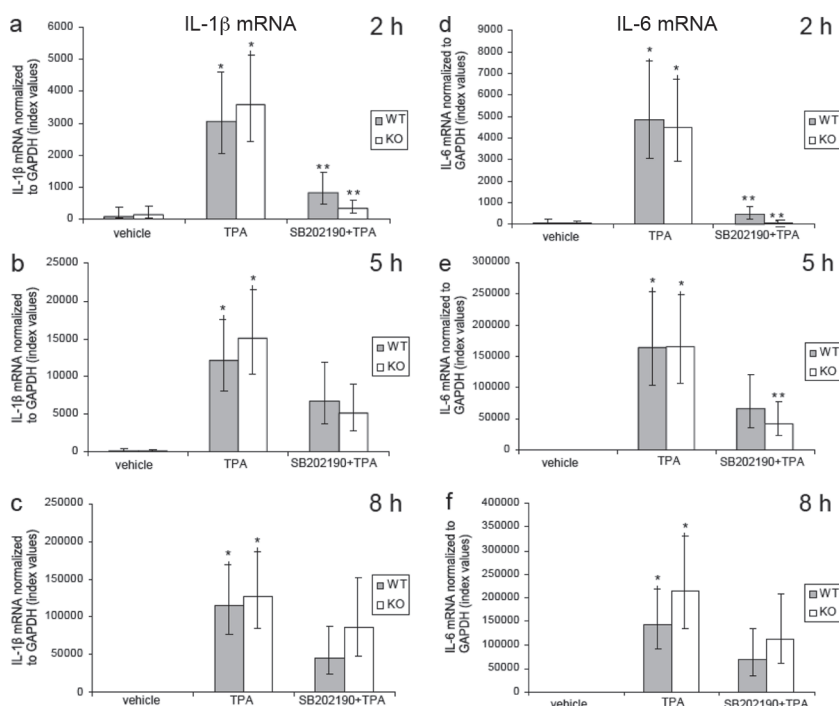 a
IL-1β mRNA
2 h
IL-1β mRNA normalized
to GAPDH (index values)
6000
5000
4000
3000
2000
1000
0
*
*
**
**
WT
KO
vehicle
TPA
SB202190+TPA
d
IL-6 mRNA
2 h
IL-6 mRNA normalized to
GAPDH (index values)
9000
8000
7000
6000
5000
4000
3000
2000
1000
0
*
*
**
**
WT
KO
vehicle
TPA
SB202190+TPA
b
5 h
IL-1β mRNA normalized
to GAPDH (index values)
25000
20000
15000
10000
5000
0
*
*
WT
KO
vehicle
TPA
SB202190+TPA
e
5 h
IL-6 mRNA normalized to
GAPDH (index values)
300000
250000
200000
150000
100000
50000
0
*
*
**
WT
KO
vehicle
TPA
SB202190+TPA
c
8 h
IL-1β mRNA normalized
to GAPDH (index values)
250000
200000
150000
100000
50000
0
*
*
WT
KO
vehicle
TPA
SB202190+TPA
f
8 h
IL-6 mRNA normalized to
GAPDH (index values)
400000
350000
300000
250000
200000
150000
100000
50000
0
*
*
WT
KO
vehicle
TPA
SB202190+TPA